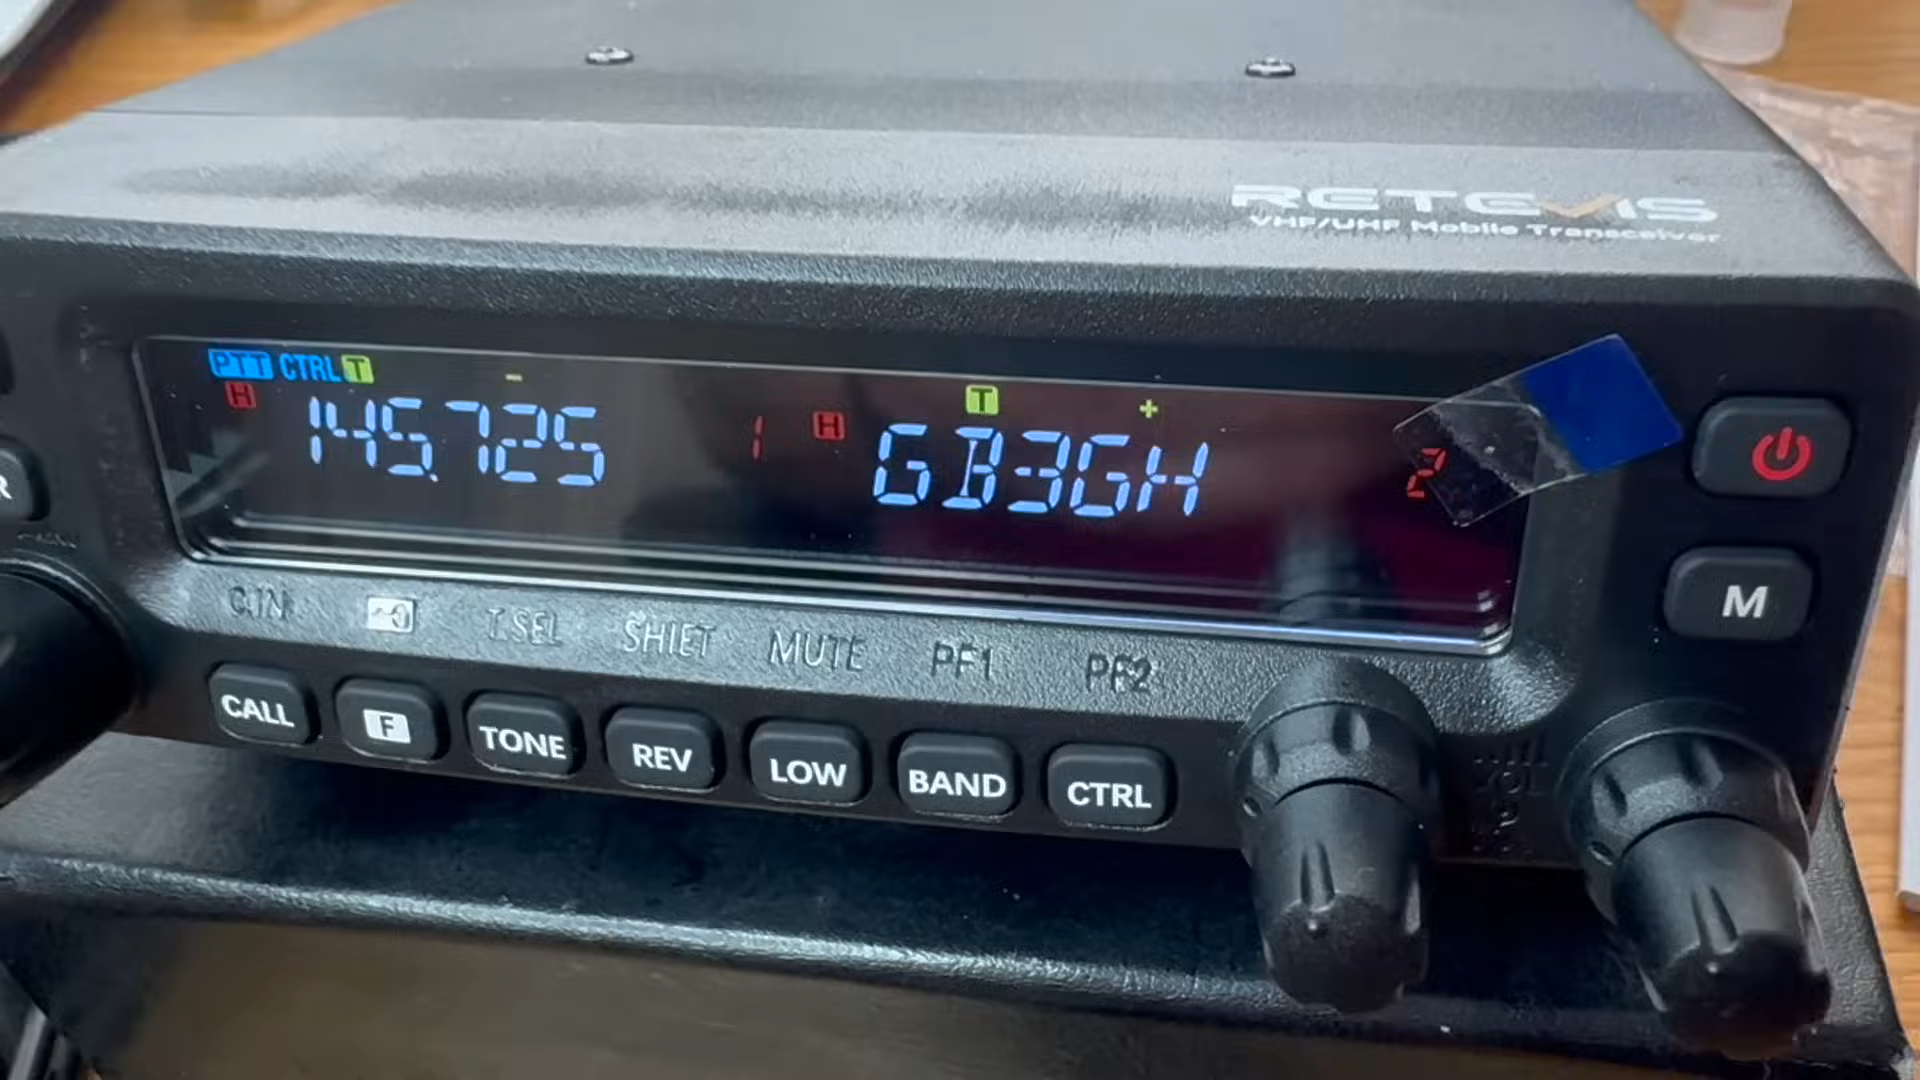 RETEVIS
VHF/UHF Mobile Transceiver
PTT CTRL T -
H 145.725 1
T +
H GB3GH 2
C.IN T.SEL SHIFT MUTE PF1 PF2
CALL F TONE REV LOW BAND CTRL
M
R